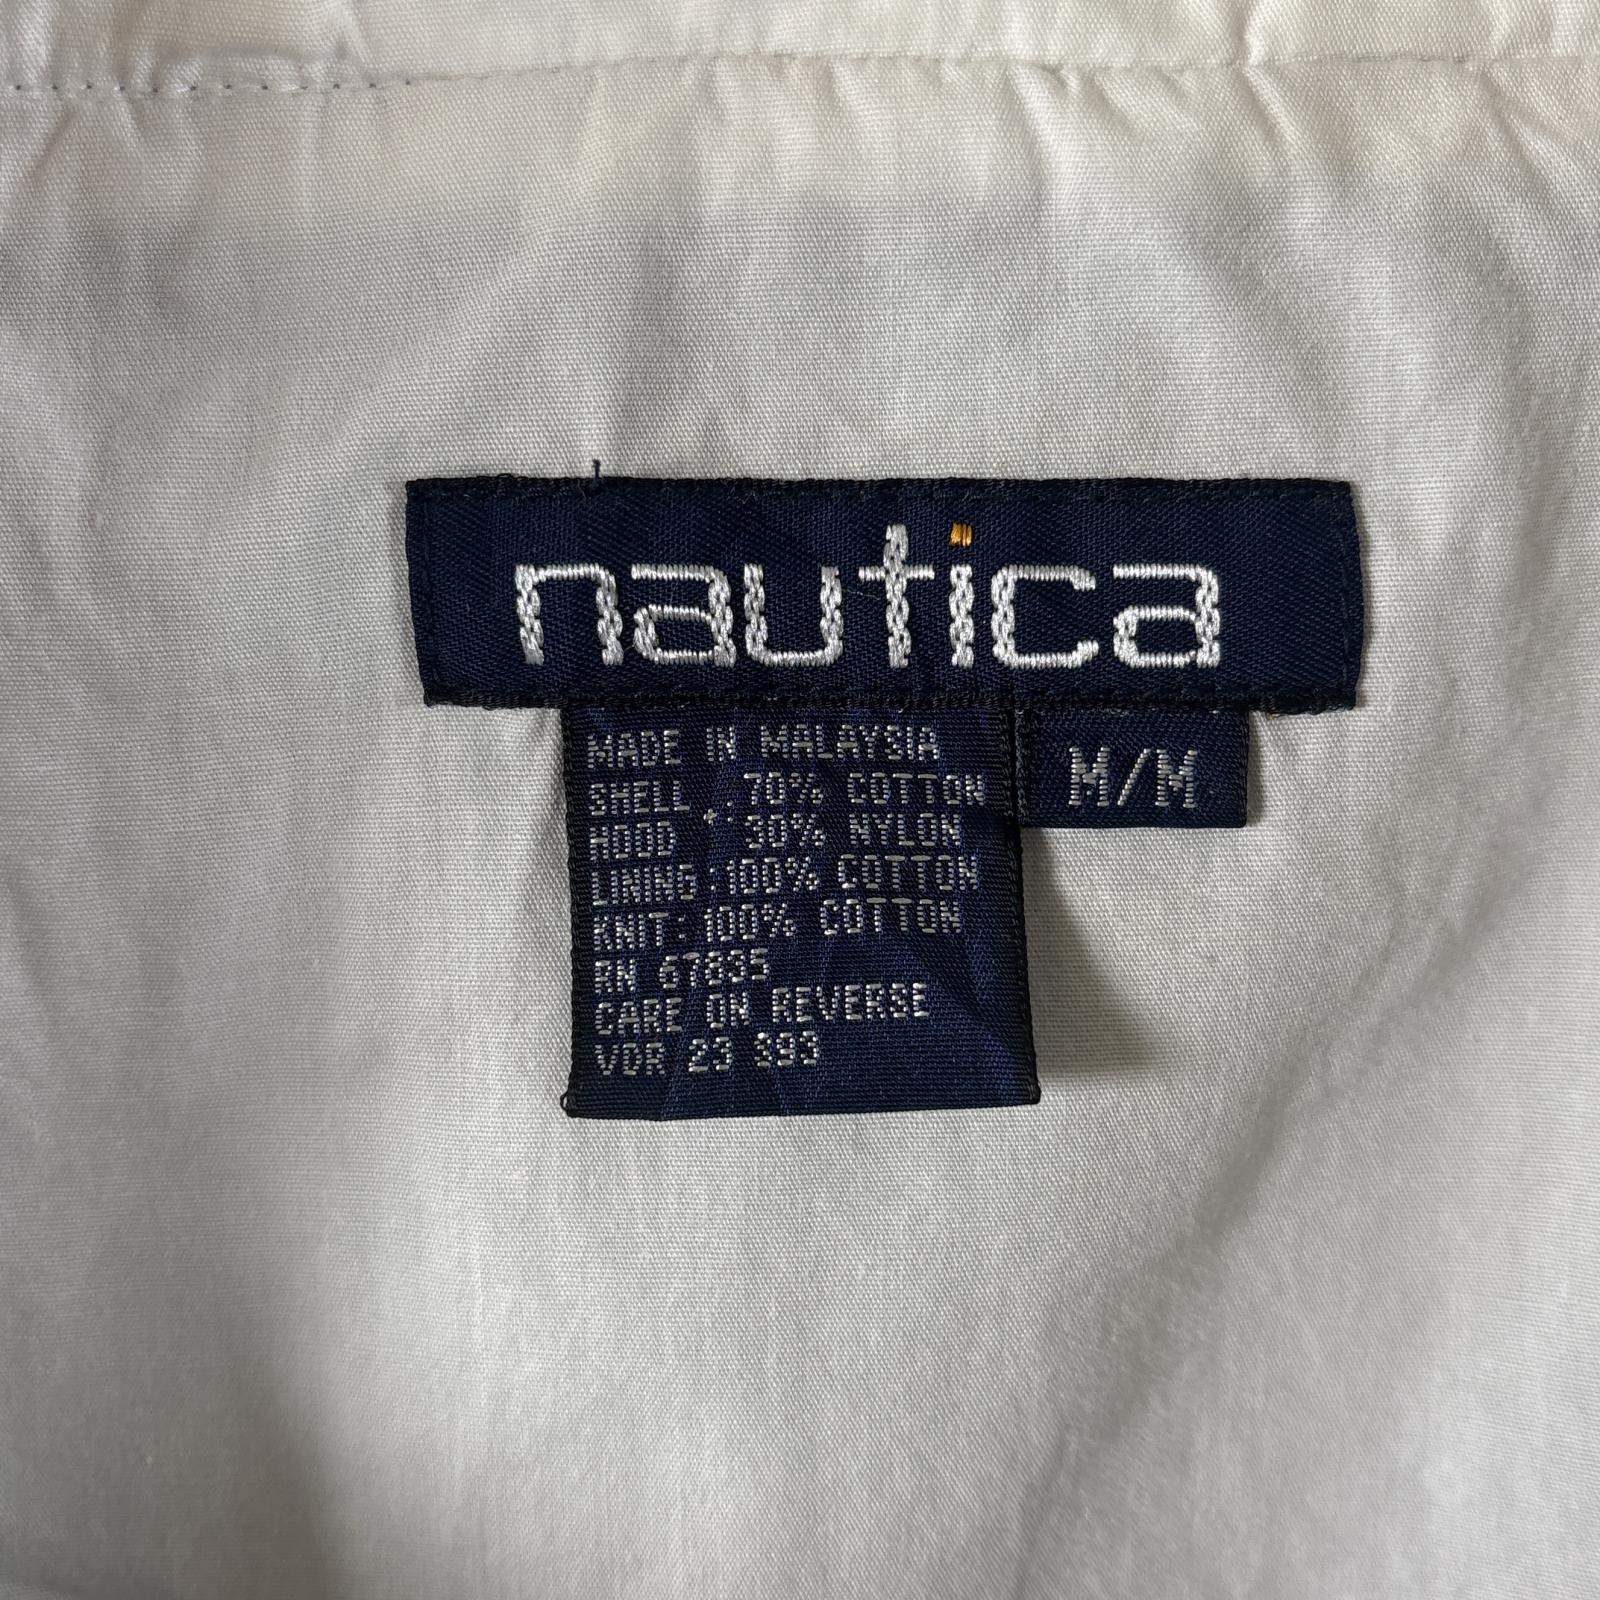 nautica
MADE IN MALAYSIA
M/M
SHELL : 70% COTTON
HOOD : 30% NYLON
LINING:100% COTTON
KNIT:100% COTTON
RN 67835
CARE ON REVERSE
VOR 23 393